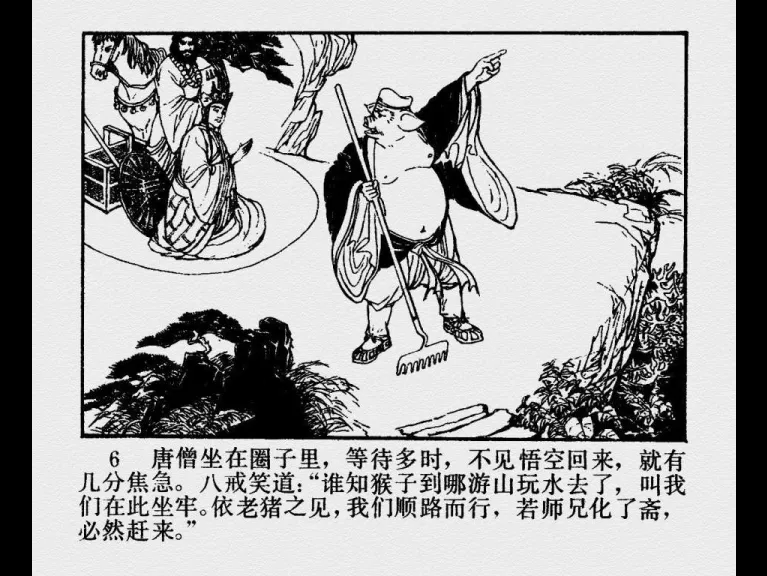 6 唐僧坐在圈子里，等待多时，不见悟空回来，就有
几分焦急。八戒笑道：“谁知猴子到哪游山玩水去了，叫我
们在此坐牢。依老猪之见，我们顺路而行，若师兄化了斋，
必然赶来。”